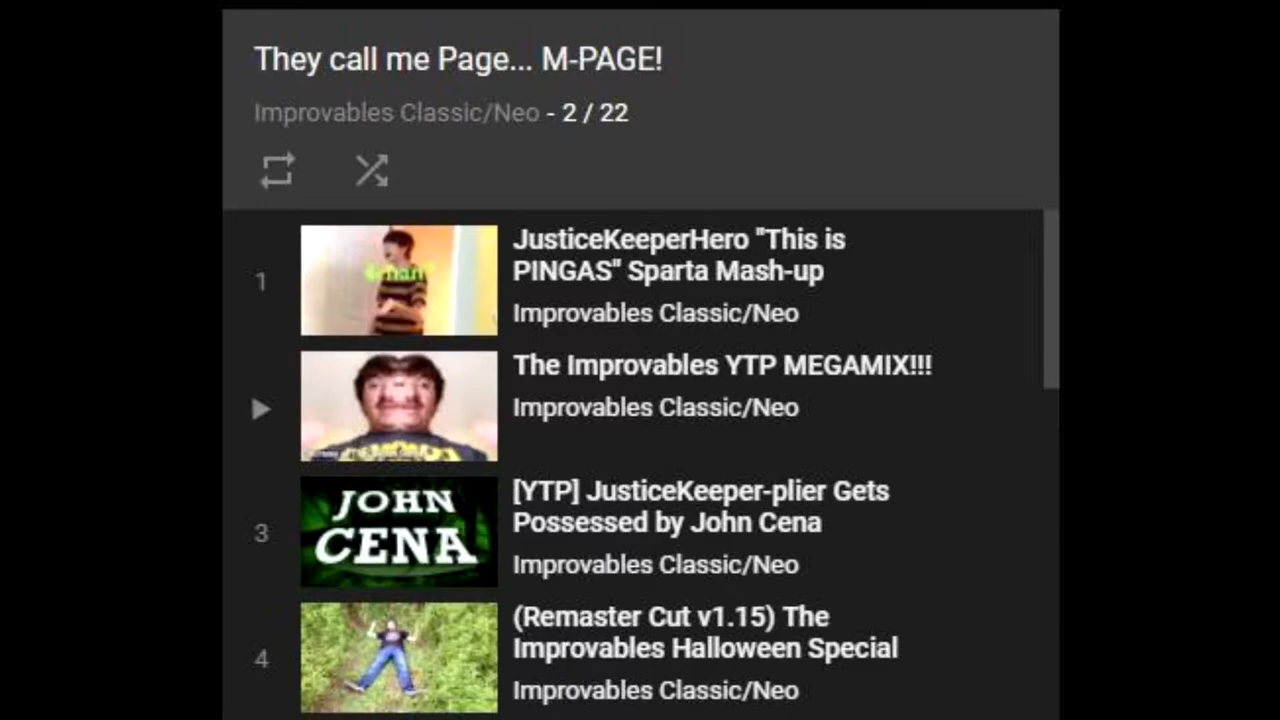 They call me Page... M-PAGE!
Improvables Classic/Neo - 2 / 22
JusticeKeeperHero "This is
PINGAS" Sparta Mash-up
1
Improvables Classic/Neo
The Improvables YTP MEGAMIX!!!
Improvables Classic/Neo
JOHN
CENA
[YTP] JusticeKeeper-plier Gets
Possessed by John Cena
3
Improvables Classic/Neo
(Remaster Cut v1.15) The
Improvables Halloween Special
4
Improvables Classic/Neo